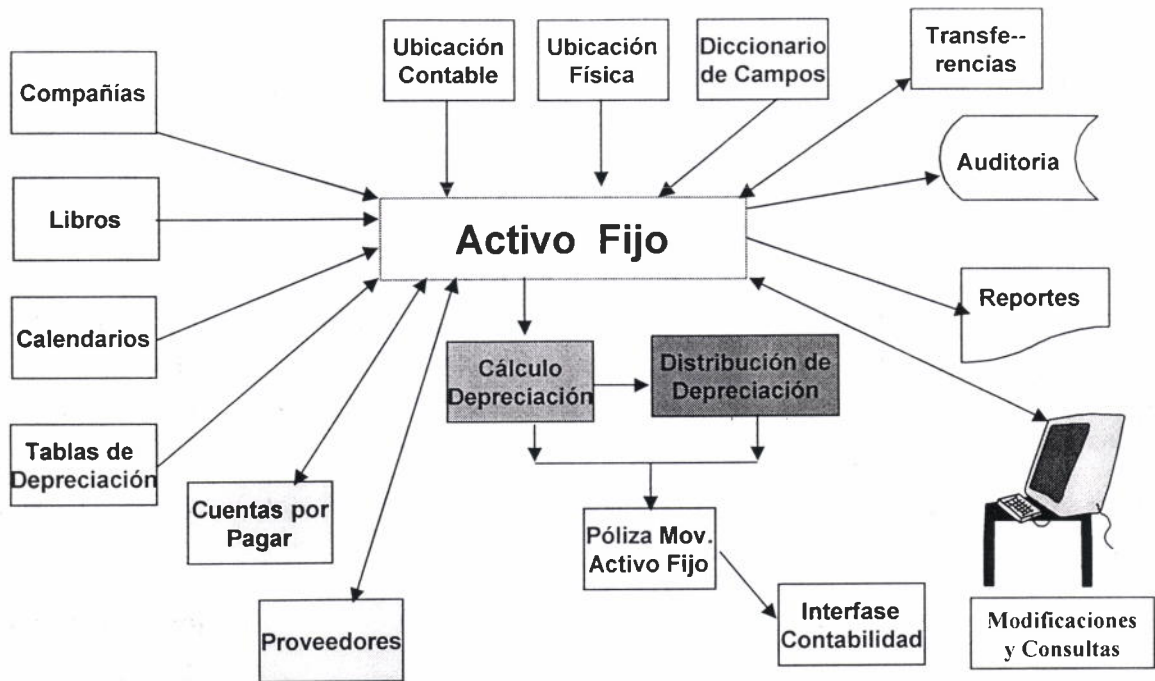 Ubicación
Contable
Ubicación
Física
Diccionario
de Campos
Transfe--
rencias
Compañías
Auditoria
Libros
Activo Fijo
Calendarios
Reportes
Cálculo
Depreciación
Distribución de
Depreciación
Tablas de
Depreciación
Cuentas por
Pagar
Póliza Mov.
Activo Fijo
Proveedores
Interfase
Contabilidad
Modificaciones
y Consultas